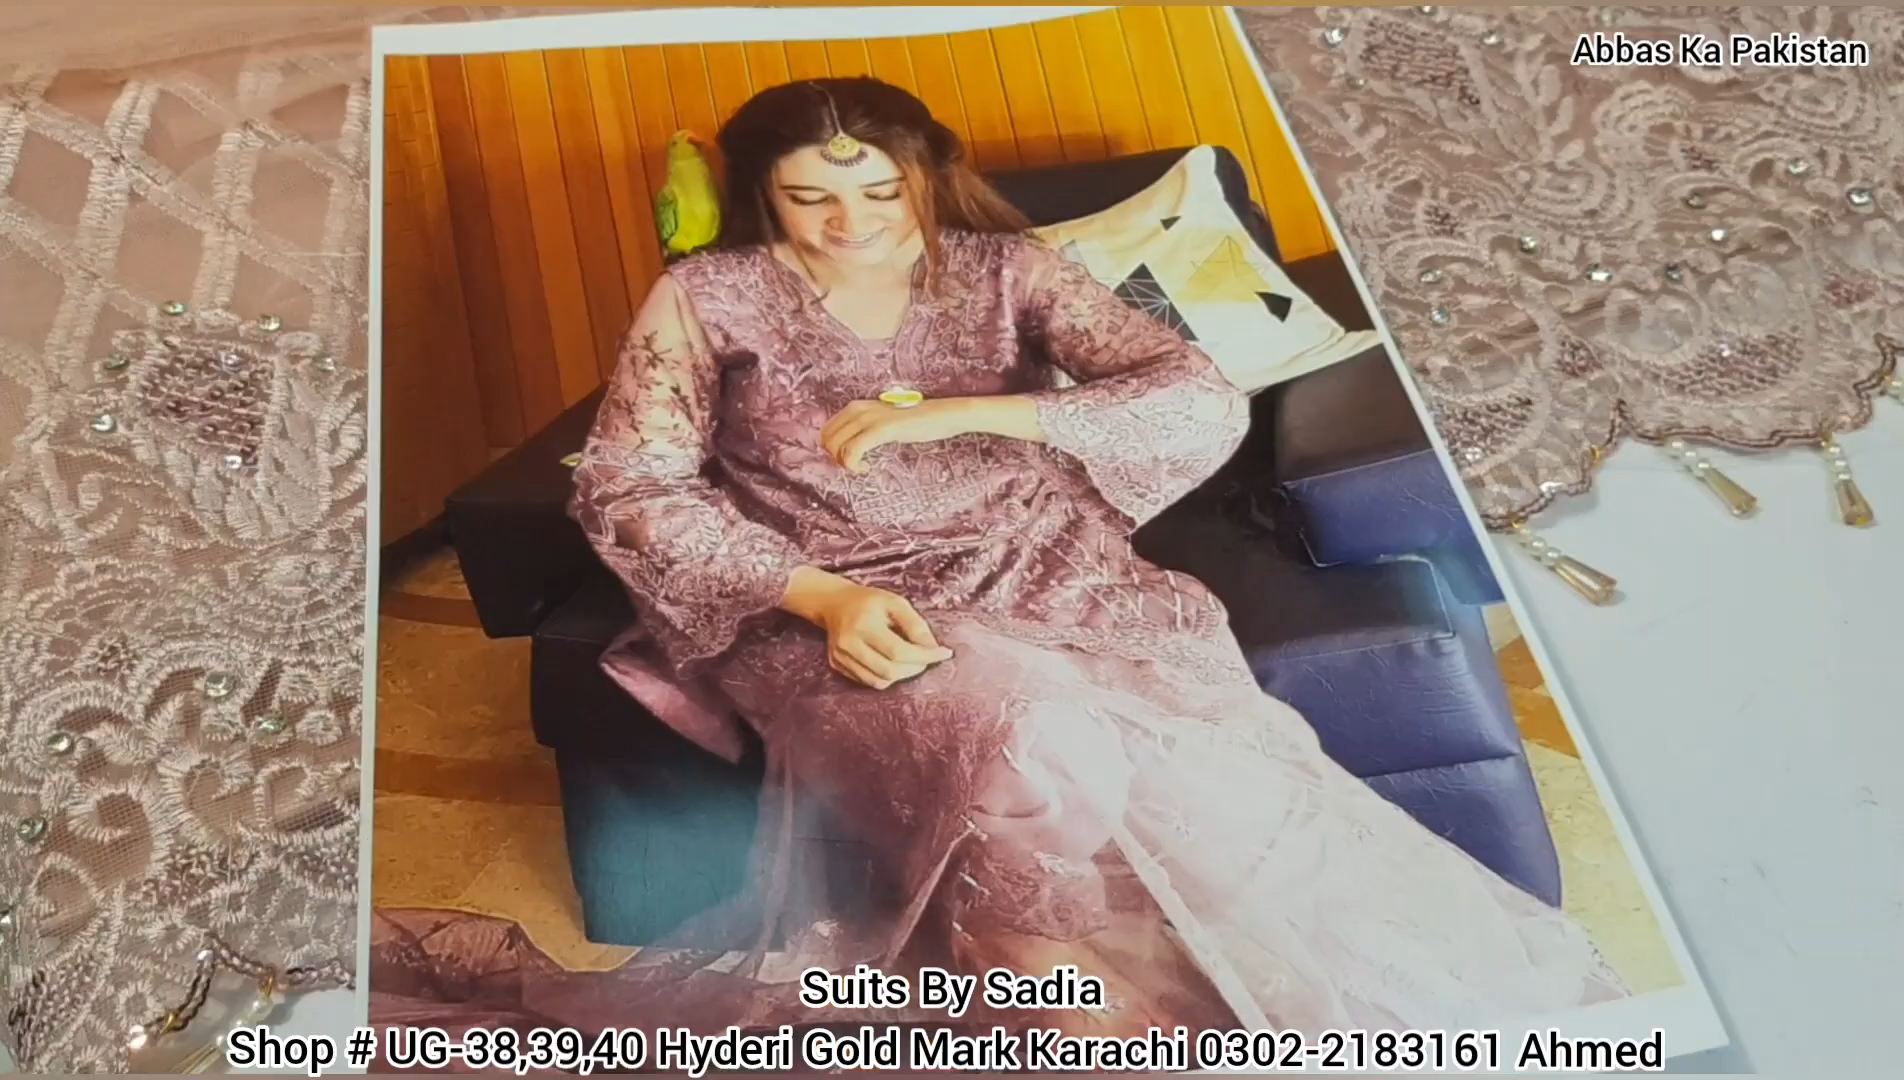 Abbas Ka Pakistan
Suits By Sadia
Shop # UG-38,39,40 Hyderi Gold Mark Karachi 0302-2183161 Ahmed